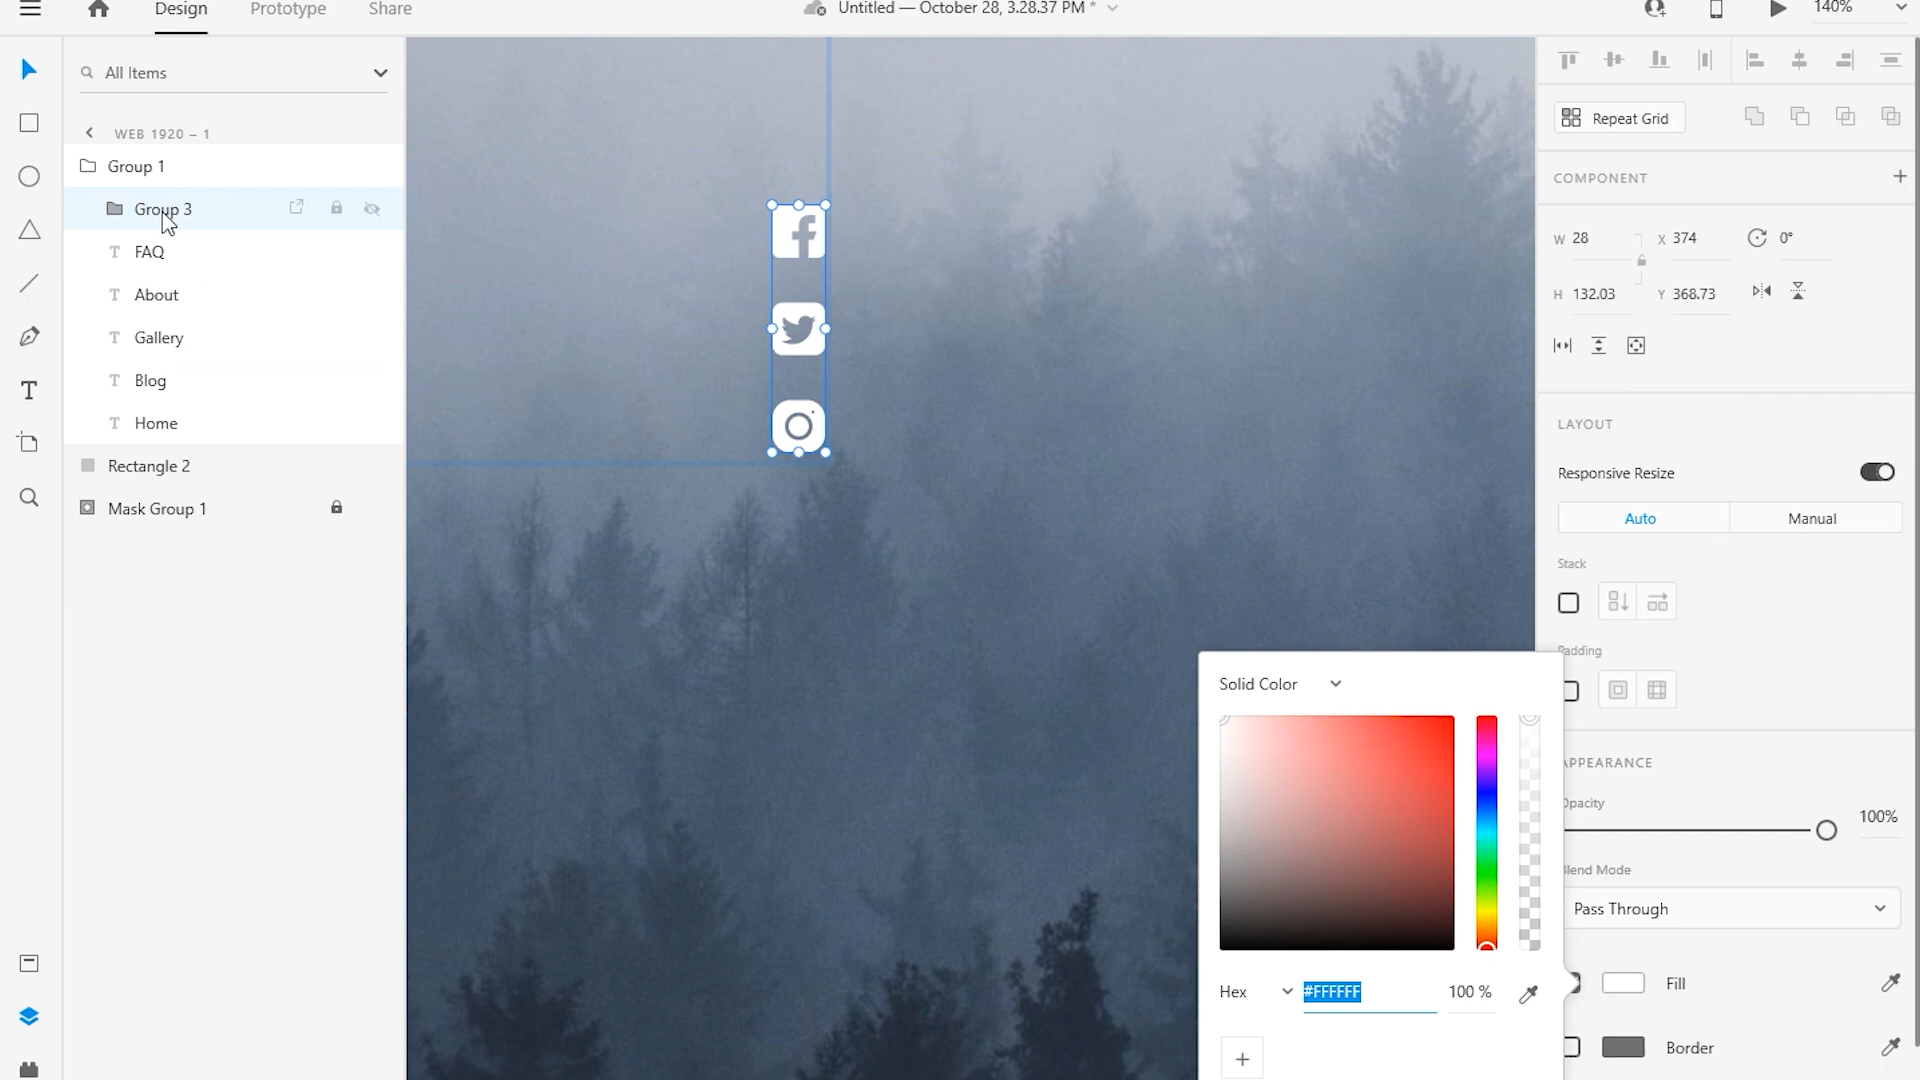 Design
Prototype
Share
Untitled — October 28, 3.28.37 PM *
140%
All Items
WEB 1920 – 1
Group 1
Group 3
FAQ
About
Gallery
Blog
Home
Rectangle 2
Mask Group 1
Repeat Grid
COMPONENT
W 28
X 374
0°
H 132.03
Y 368.73
LAYOUT
Responsive Resize
Auto
Manual
Stack
Padding
APPEARANCE
Opacity
100%
Blend Mode
Pass Through
Fill
Border
Solid Color
Hex
#FFFFFF
100 %